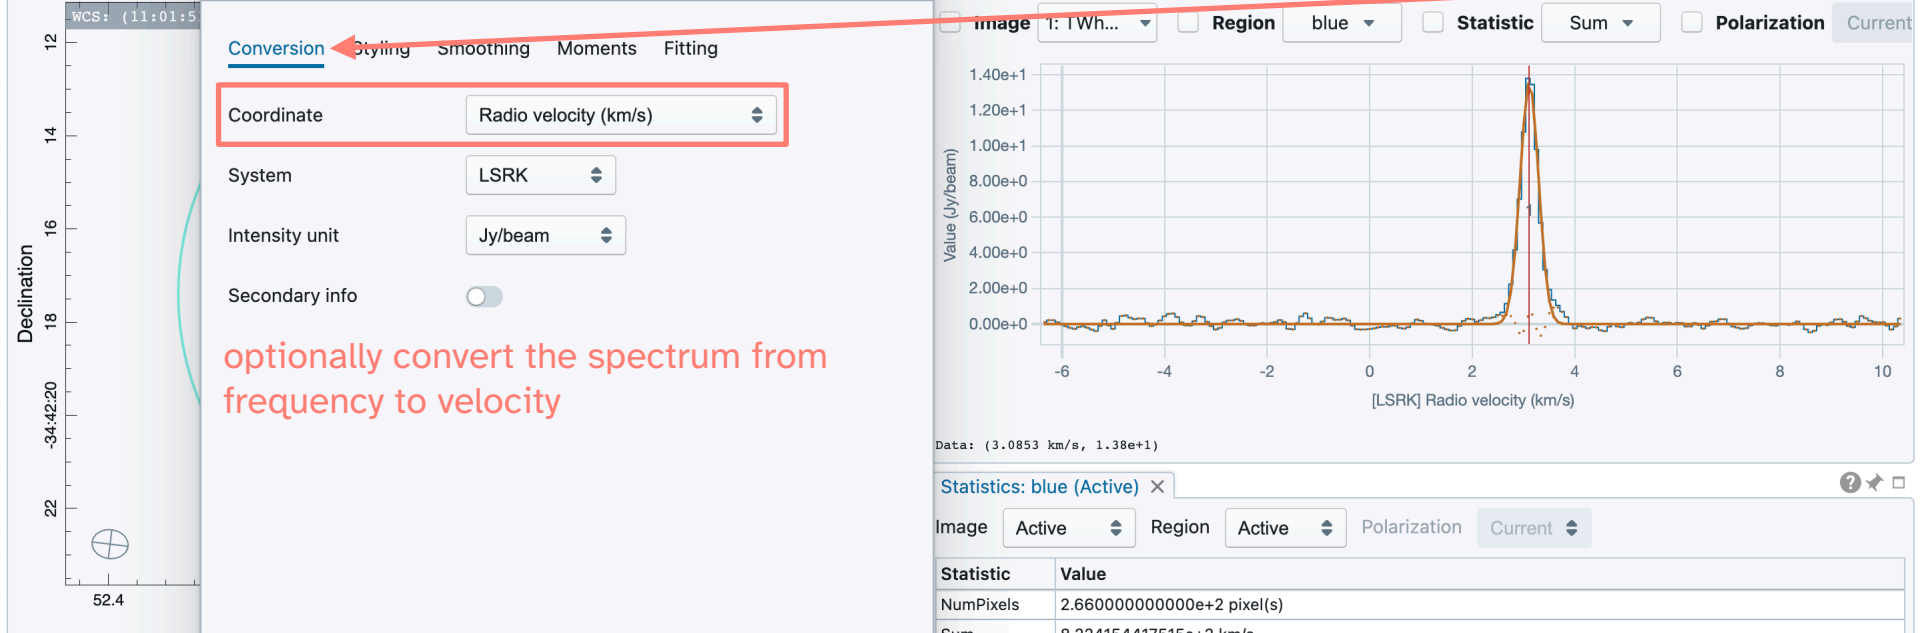 WCS: (11:01:5
12
14
16
18
-34:42:20
22
Declination
52.4
Conversion Styling Smoothing Moments Fitting
Coordinate Radio velocity (km/s)
System LSRK
Intensity unit Jy/beam
Secondary info
optionally convert the spectrum from
frequency to velocity
Image 1: TWh... Region blue Statistic Sum Polarization Current
1.40e+1
1.20e+1
1.00e+1
8.00e+0
6.00e+0
4.00e+0
2.00e+0
0.00e+0
Value (Jy/beam)
-6 -4 -2 0 2 4 6 8 10
[LSRK] Radio velocity (km/s)
Data: (3.0853 km/s, 1.38e+1)
Statistics: blue (Active)
Image Active Region Active Polarization Current
Statistic Value
NumPixels 2.660000000000e+2 pixel(s)